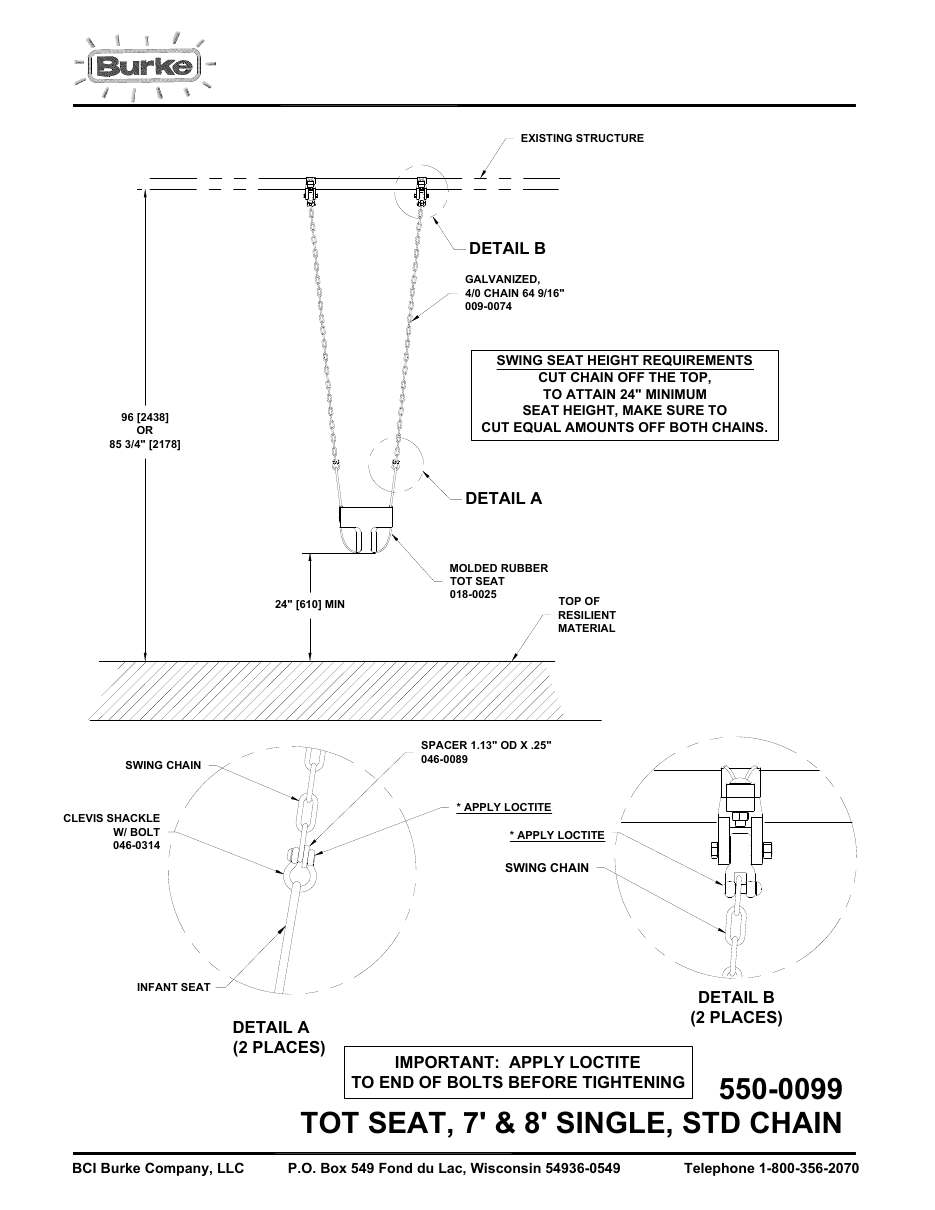 Burke
EXISTING STRUCTURE
DETAIL B
GALVANIZED,
4/0 CHAIN 64 9/16"
009-0074
SWING SEAT HEIGHT REQUIREMENTS
CUT CHAIN OFF THE TOP,
TO ATTAIN 24" MINIMUM
SEAT HEIGHT, MAKE SURE TO
CUT EQUAL AMOUNTS OFF BOTH CHAINS.
96 [2438]
OR
85 3/4" [2178]
DETAIL A
MOLDED RUBBER
TOT SEAT
018-0025
24" [610] MIN
TOP OF
RESILIENT
MATERIAL
SPACER 1.13" OD X .25"
046-0089
SWING CHAIN
* APPLY LOCTITE
CLEVIS SHACKLE
W/ BOLT
046-0314
* APPLY LOCTITE
SWING CHAIN
INFANT SEAT
DETAIL B
(2 PLACES)
DETAIL A
(2 PLACES)
IMPORTANT: APPLY LOCTITE
TO END OF BOLTS BEFORE TIGHTENING
550-0099
TOT SEAT, 7' & 8' SINGLE, STD CHAIN
BCI Burke Company, LLC P.O. Box 549 Fond du Lac, Wisconsin 54936-0549 Telephone 1-800-356-2070